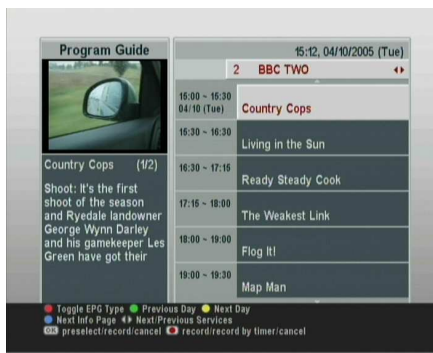 Program Guide
15:12, 04/10/2005 (Tue)
2 BBC TWO
15:00 ~ 15:30
04/10 (Tue)
Country Cops
15:30 ~ 16:30
Living in the Sun
16:30 ~ 17:15
Ready Steady Cook
17:15 ~ 18:00
The Weakest Link
18:00 ~ 19:00
Flog It!
19:00 ~ 19:30
Map Man
Country Cops (1/2)
Shoot: It's the first
shoot of the season
and Ryedale landowner
George Wynn Darley
and his gamekeeper Les
Green have got their
Toggle EPG Type Previous Day Next Day
Next Info Page Next/Previous Services
OK preselect/record/cancel record/record by timer/cancel